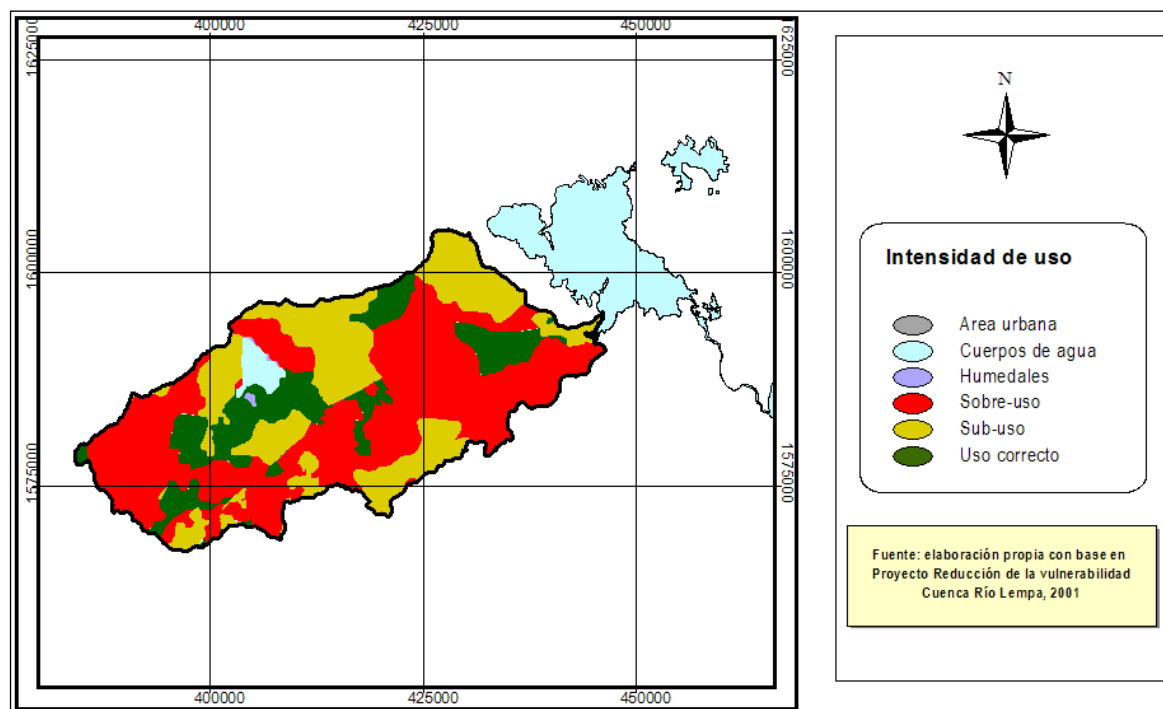 400000 425000 450000
1625000 1625000
1600000 1600000
1575000 1575000
400000 425000 450000
N
Intensidad de uso
Area urbana
Cuerpos de agua
Humedales
Sobre-uso
Sub-uso
Uso correcto
Fuente: elaboración propia con base en
Proyecto Reducción de la vulnerabilidad
Cuenca Río Lempa, 2001